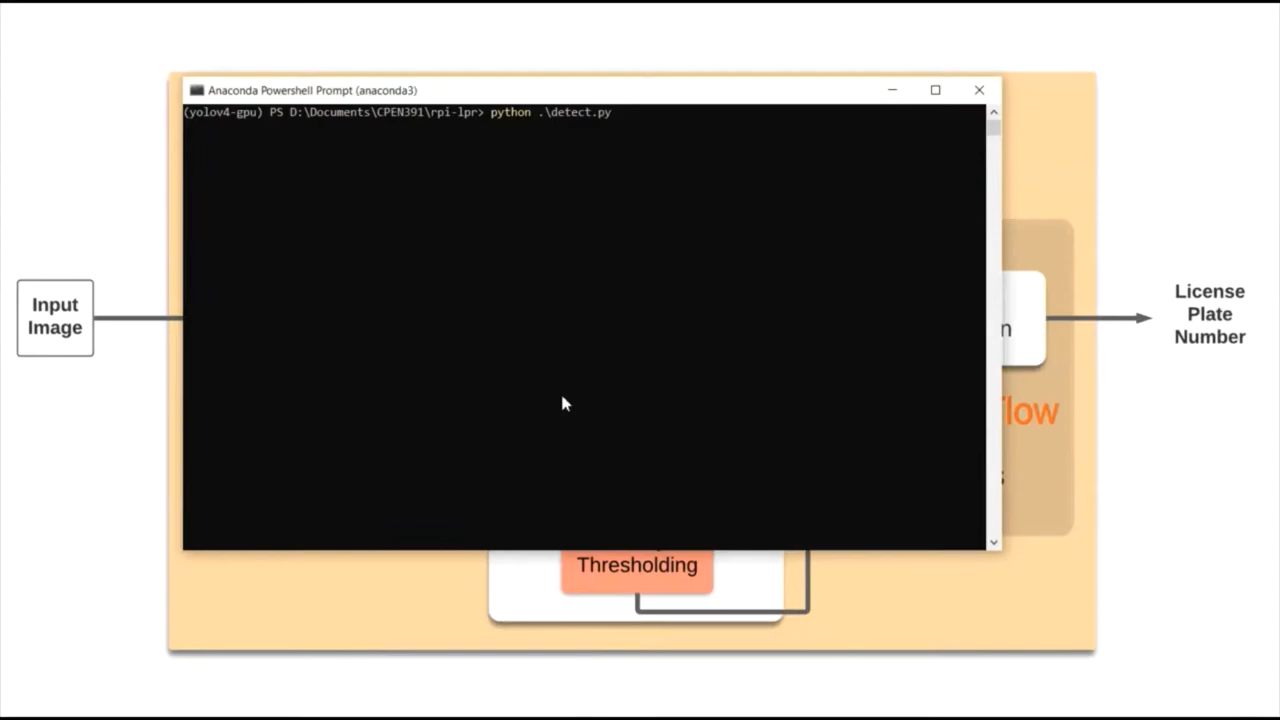 Anaconda Powershell Prompt (anaconda3)
(yolov4-gpu) PS D:\Documents\CPEN391\rpi-lpr> python .\detect.py
Input
Image
License
Plate
Number
n
flow
s
Thresholding